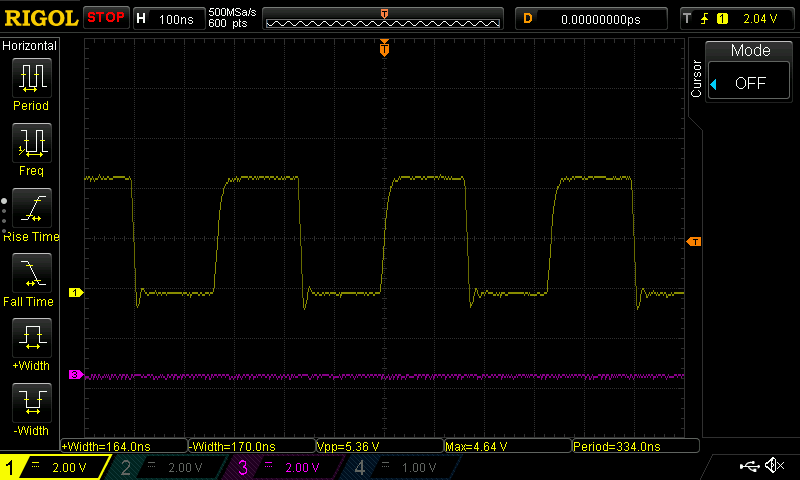 RIGOL STOP H 100ns 500MSa/s 600 pts T D 0.00000000ps T 1 2.04 V
Horizontal
Period
Freq
Rise Time
Fall Time
+Width
-Width
T
1
3
T
Cursor
Mode
OFF
+Width=164.0ns -Width=170.0ns Vpp=5.36 V Max=4.64 V Period=334.0ns
1 2.00 V 2 2.00 V 3 2.00 V 4 1.00 V